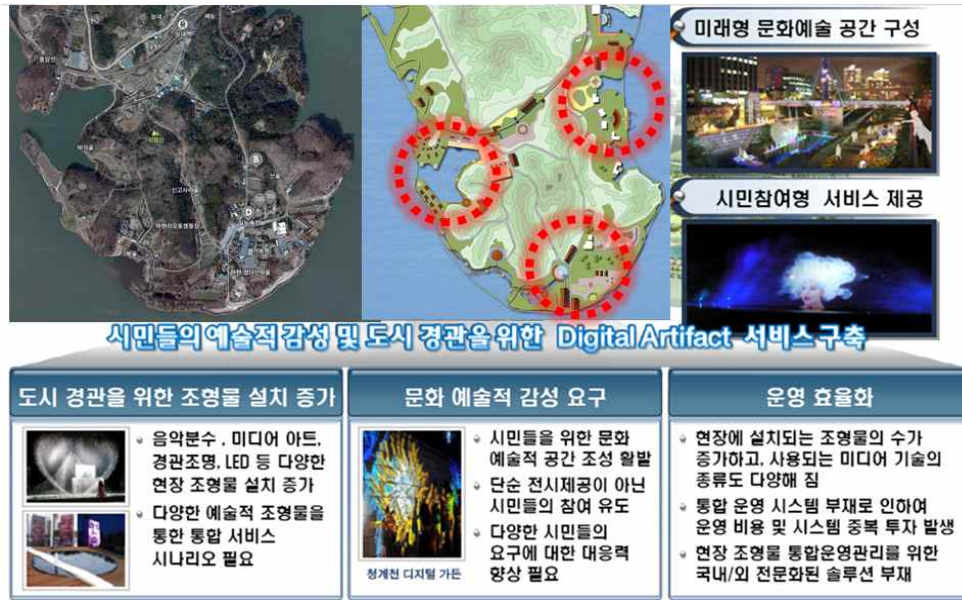 미래형 문화예술 공간 구성
시민참여형 서비스 제공
B
D
시민들의 예술적 감성 및 도시 경관을 위한 Digital Artifact 서비스 구축
도시 경관을 위한 조형물 설치 증가
음악분수 , 미디어 아트,
경관조명, LED 등 다양한
현장 조형물 설치 증가
다양한 예술적 조형물을
통한 통합 서비스
시나리오 필요
문화 예술적 감성 요구
시민들을 위한 문화
예술적 공간 조성 활발
단순 전시제공이 아닌
시민들의 참여 유도
다양한 시민들의
요구에 대한 대응력
향상 필요
청계천 디지털 가든
운영 효율화
현장에 설치되는 조형물의 수가
증가하고, 사용되는 미디어 기술의
종류도 다양해 짐
통합 운영 시스템 부재로 인하여
운영 비용 및 시스템 중복 투자 발생
현장 조형물 통합운영관리를 위한
국내/외 전문화된 솔루션 부재